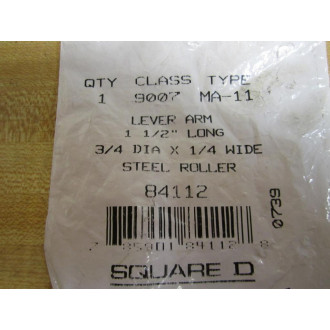 QTY CLASS TYPE
1 9007 MA-11
LEVER ARM
1 1/2" LONG
3/4 DIA X 1/4 WIDE
STEEL ROLLER
84112
0739
SQUARE D